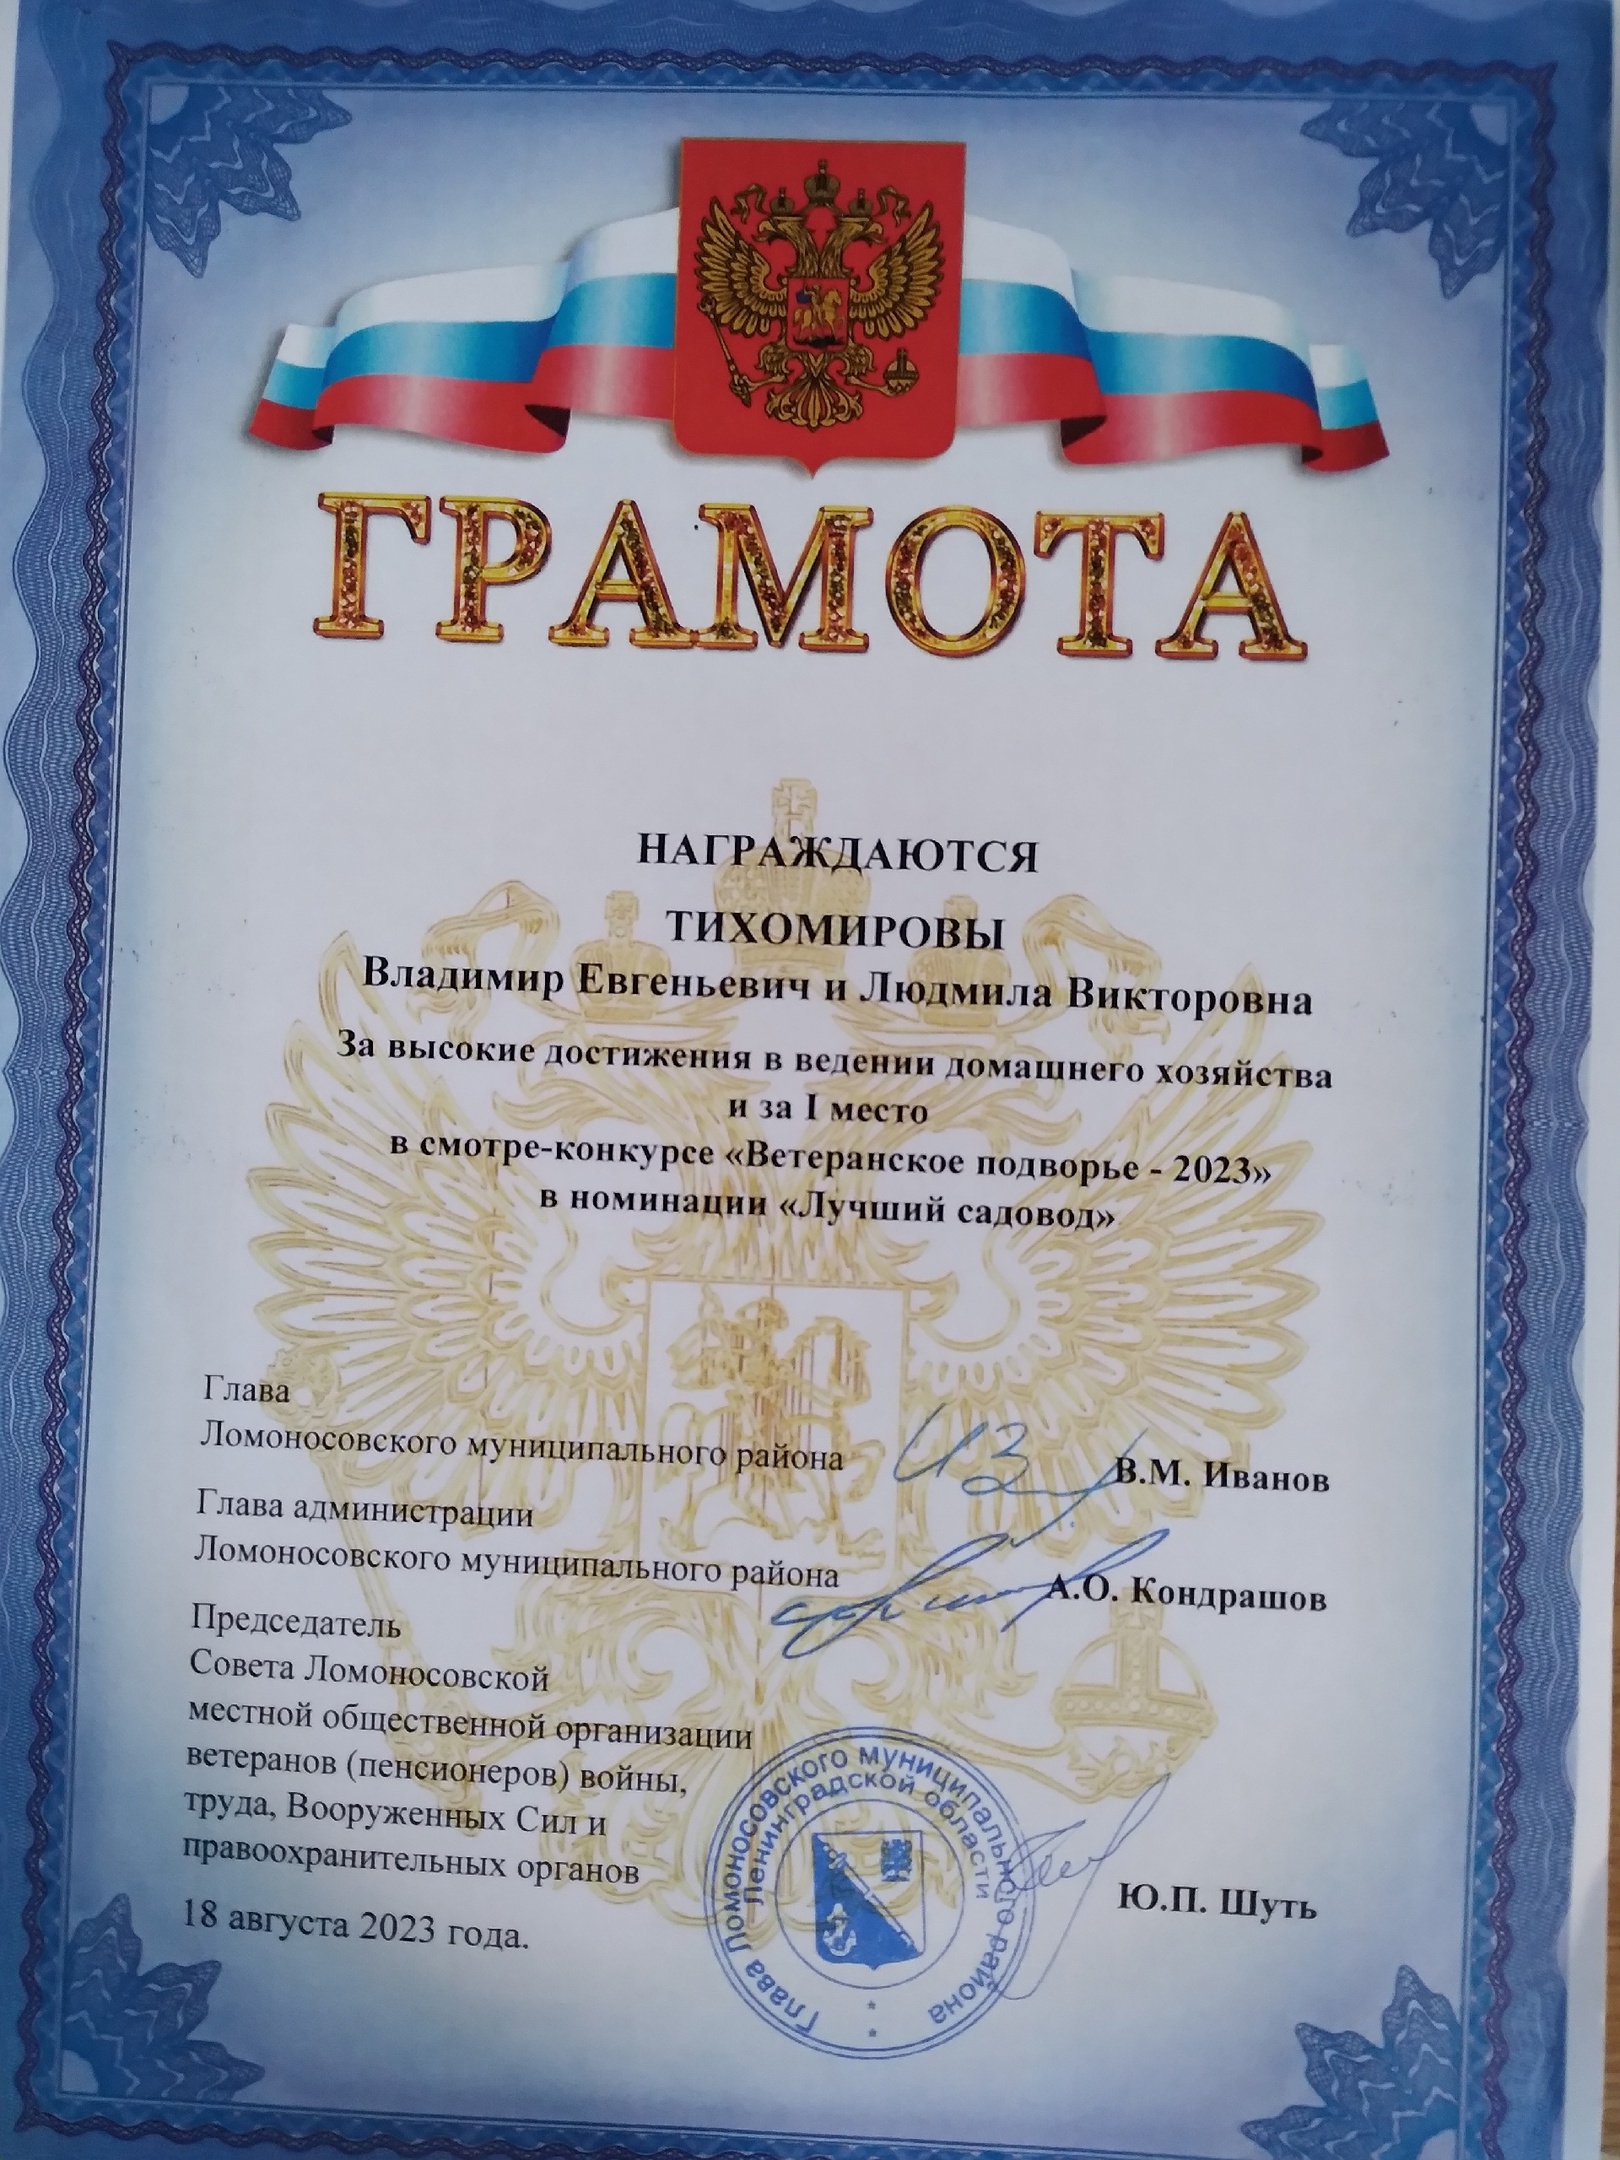 ГРАМОТА
НАГРАЖДАЮТСЯ
ТИХОМИРОВЫ
Владимир Евгеньевич и Людмила Викторовна
За высокие достижения в ведении домашнего хозяйства
и за I место
в смотре-конкурсе «Ветеранское подворье - 2023»
в номинации «Лучший садовод»
Глава
Ломоносовского муниципального района
В.М. Иванов
Глава администрации
Ломоносовского муниципального района
А.О. Кондрашов
Председатель
Совета Ломоносовской
местной общественной организации
ветеранов (пенсионеров) войны,
труда, Вооруженных Сил и
правоохранительных органов
Ю.П. Шуть
18 августа 2023 года.
Глава Ломоносовского муниципального района
Ленинградской области